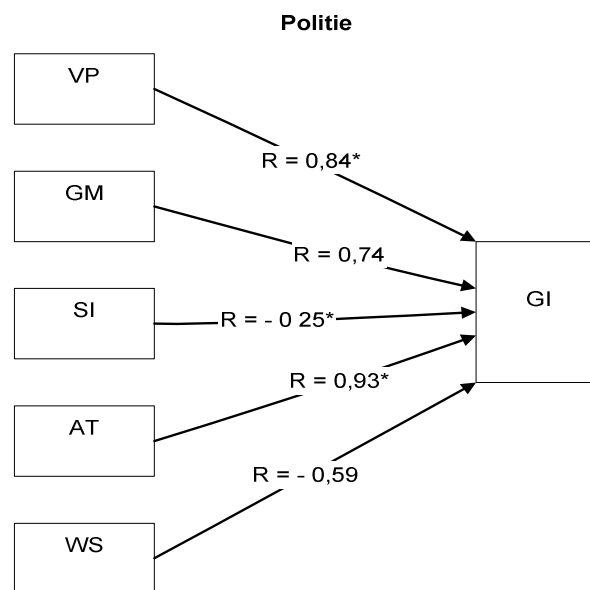 Politie
VP
R = 0,84*
GM
R = 0,74
SI
R = - 0 25*
GI
AT
R = 0,93*
R = - 0,59
WS